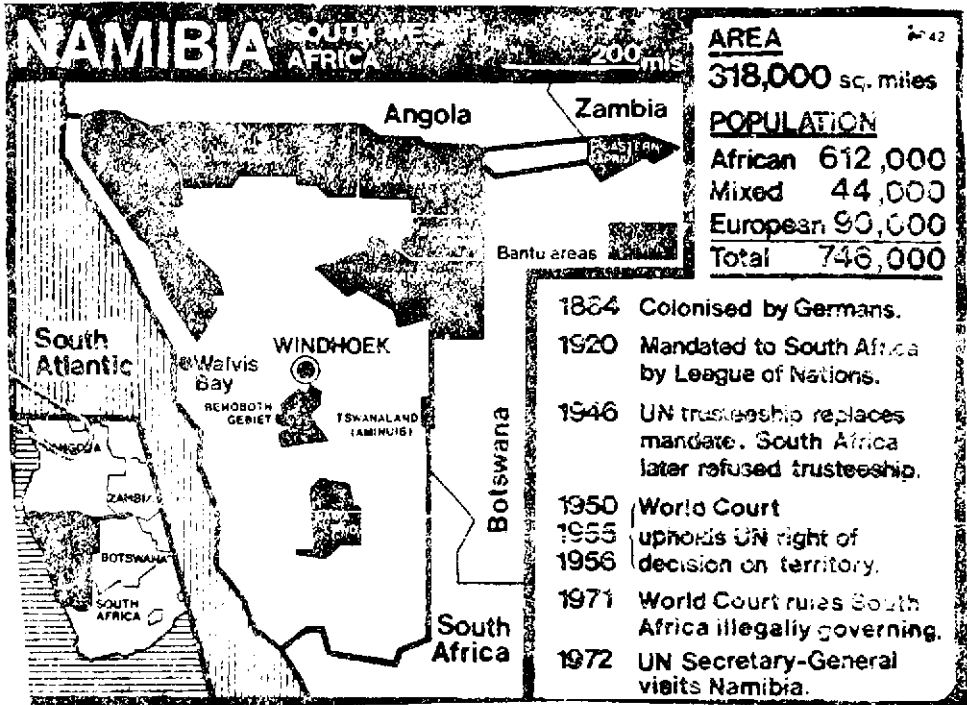 NAMIBIA SOUTH WEST
AFRICA
200 mls
AREA
42
318,000 sq. miles
POPULATION
African 612,000
Mixed 44,000
European 90,000
Total 746,000
Angola
Zambia
EASTERN
Bantu areas
South
Atlantic
Walvis
Bay
WINDHOEK
REHOBOTH
GEBIET
TSWANALAND
(AMINUIS)
Botswana
South
Africa
ANGOLA
ZAMBIA
BOTSWANA
SOUTH
AFRICA
1884 Colonised by Germans.
1920 Mandated to South Africa
by League of Nations.
1946 UN trusteeship replaces
mandate. South Africa
later refused trusteeship.
1950 World Court
1955 upholds UN right of
1956 decision on territory.
1971 World Court rules South
Africa illegally governing.
1972 UN Secretary-General
visits Namibia.